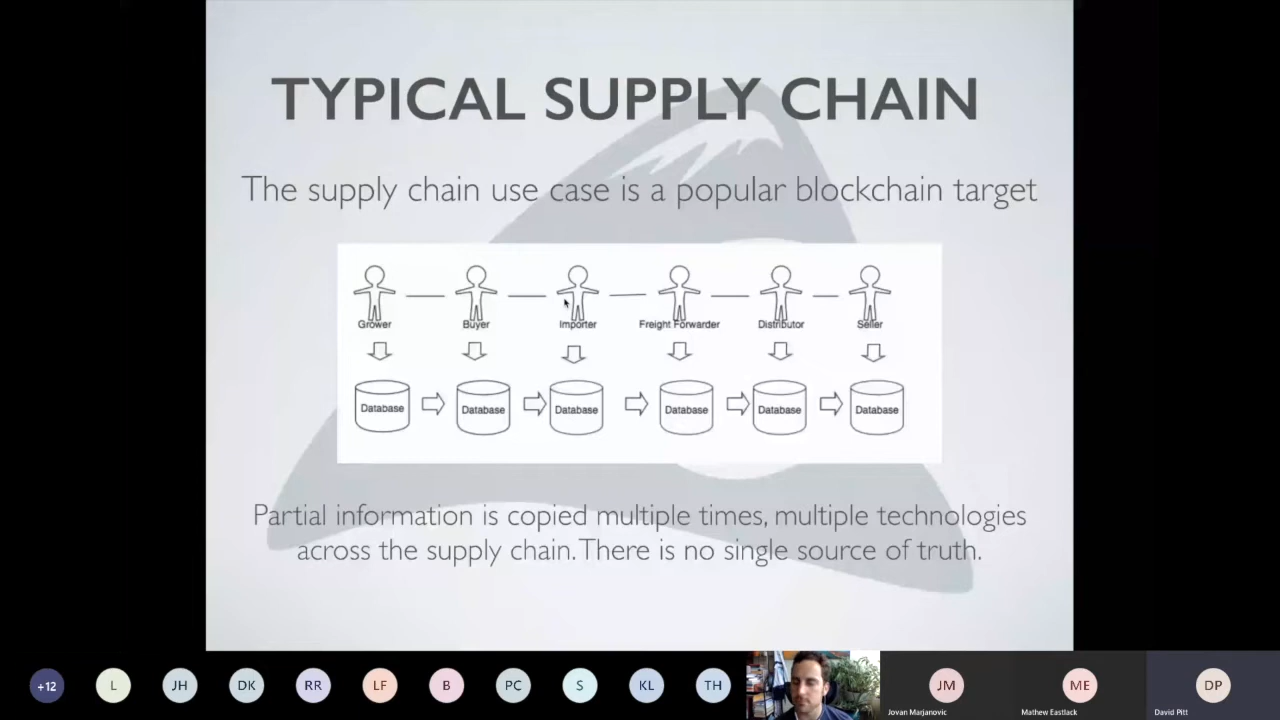 TYPICAL SUPPLY CHAIN
The supply chain use case is a popular blockchain target
Grower Buyer Importer Freight Forwarder Distributor Seller
Database Database Database Database Database Database
Partial information is copied multiple times, multiple technologies
across the supply chain. There is no single source of truth.
+12 L JH DK RR LF B PC S KL TH JM ME DP
Jovan Marjanovic Mathew Eastlack David Pitt